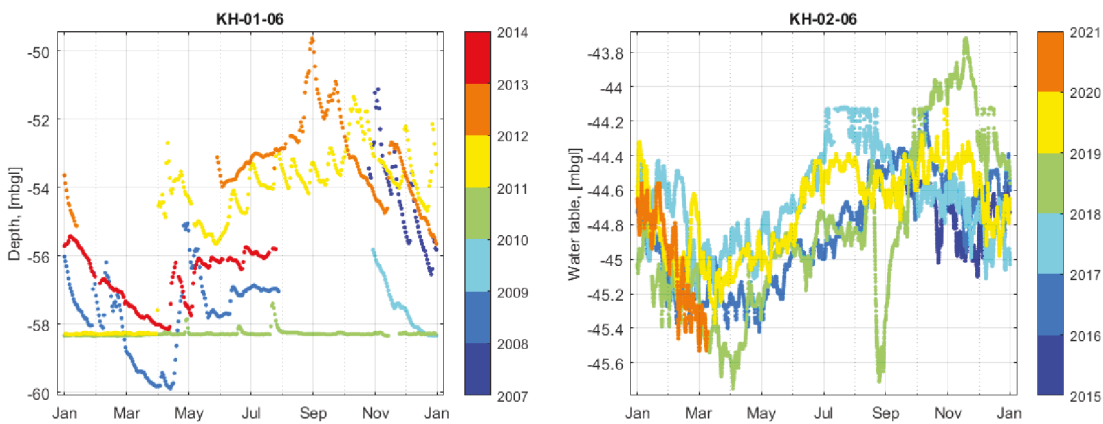 KH-01-06
Depth, [mbgl]
-50
-52
-54
-56
-58
-60
Jan
Mar
May
Jul
Sep
Nov
Jan
2014
2013
2012
2011
2010
2009
2008
2007
KH-02-06
Water table, [mbgl]
-43.8
-44
-44.2
-44.4
-44.6
-44.8
-45
-45.2
-45.4
-45.6
Jan
Mar
May
Jul
Sep
Nov
Jan
2021
2020
2019
2018
2017
2016
2015